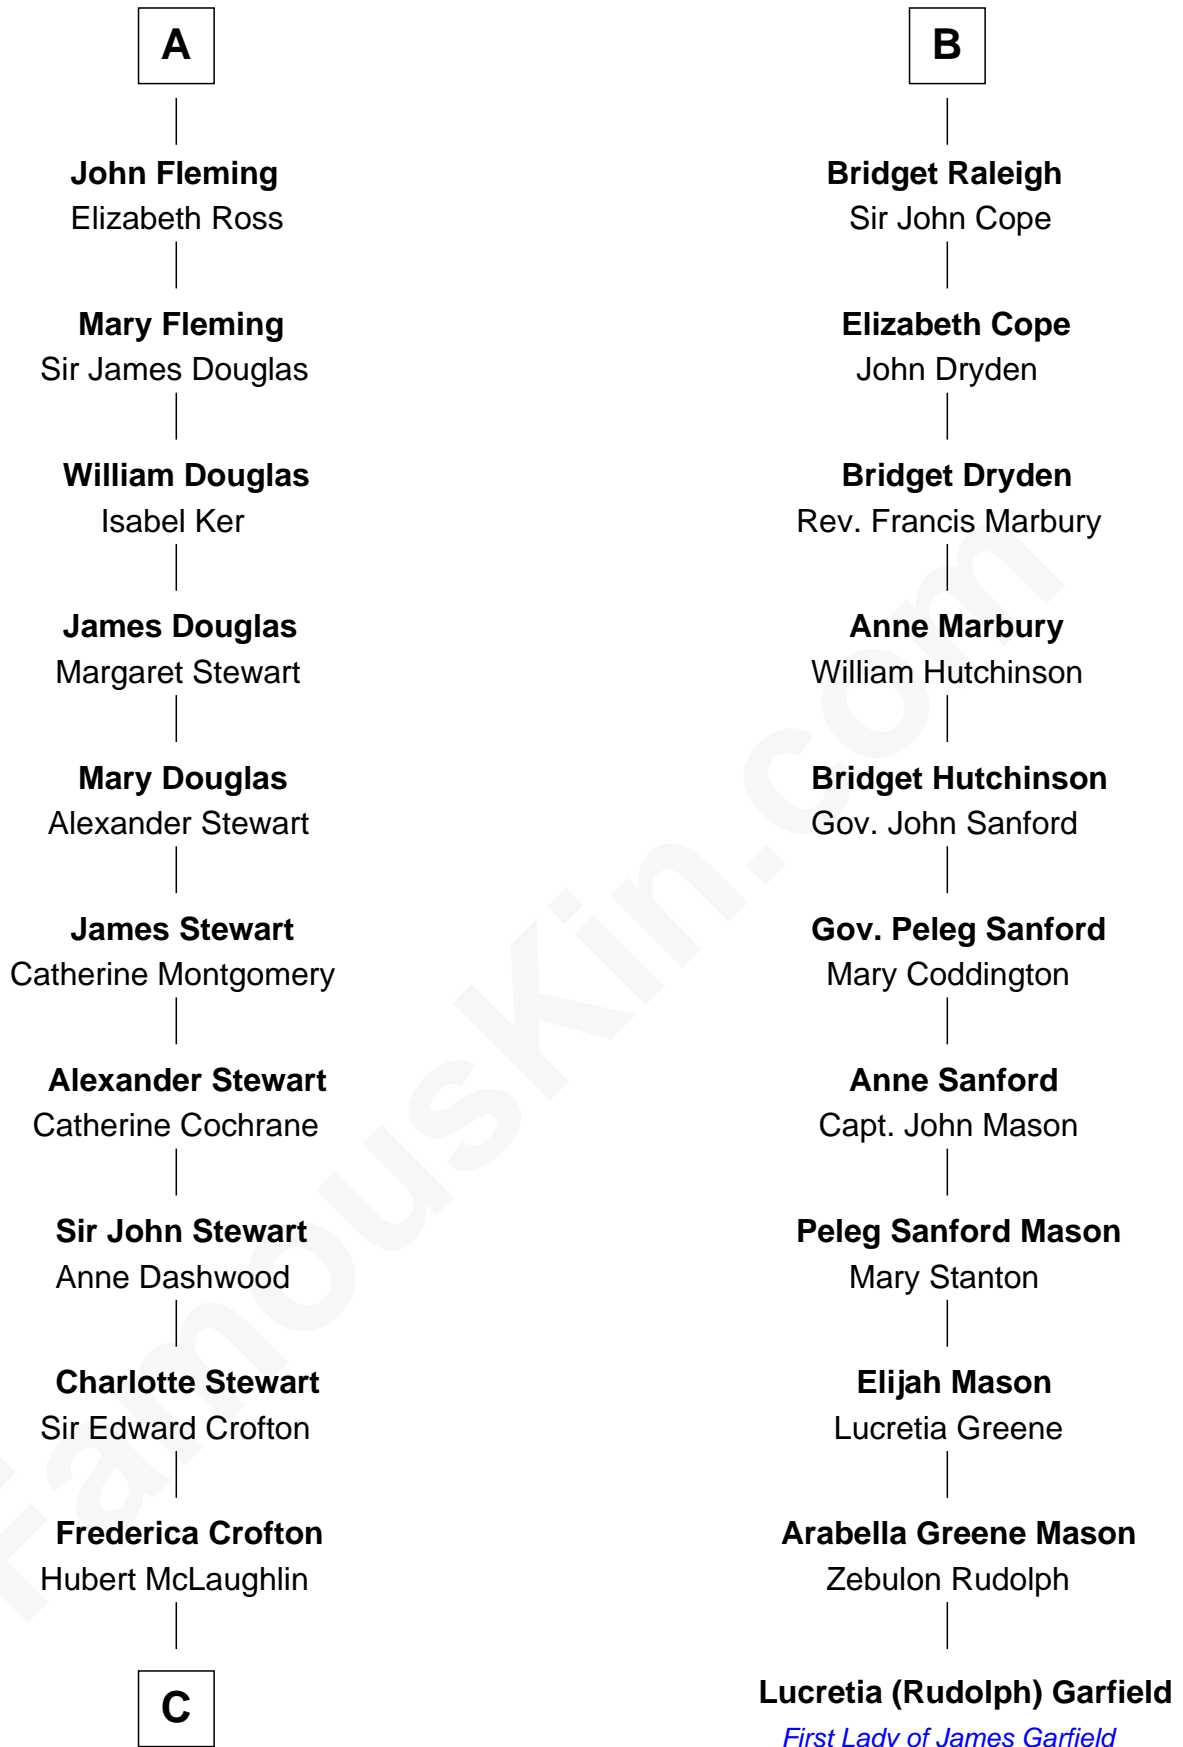 A
John Fleming
Elizabeth Ross
Mary Fleming
Sir James Douglas
William Douglas
Isabel Ker
James Douglas
Margaret Stewart
Mary Douglas
Alexander Stewart
James Stewart
Catherine Montgomery
Alexander Stewart
Catherine Cochrane
Sir John Stewart
Anne Dashwood
Charlotte Stewart
Sir Edward Crofton
Frederica Crofton
Hubert McLaughlin
C
B
Bridget Raleigh
Sir John Cope
Elizabeth Cope
John Dryden
Bridget Dryden
Rev. Francis Marbury
Anne Marbury
William Hutchinson
Bridget Hutchinson
Gov. John Sanford
Gov. Peleg Sanford
Mary Coddington
Anne Sanford
Capt. John Mason
Peleg Sanford Mason
Mary Stanton
Elijah Mason
Lucretia Greene
Arabella Greene Mason
Zebulon Rudolph
Lucretia (Rudolph) Garfield
First Lady of James Garfield
FamousKin.com